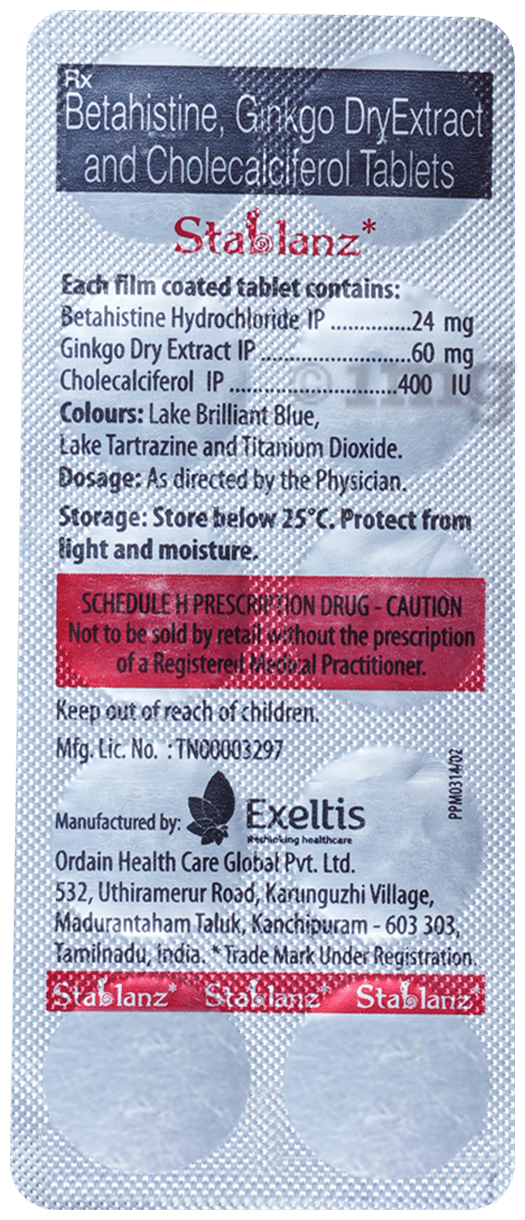 Rx
Betahistine, Ginkgo DryExtract
and Cholecalciferol Tablets
Stablanz*
Each film coated tablet contains:
Betahistine Hydrochloride IP ..............24 mg
Ginkgo Dry Extract IP ..........................60 mg
Cholecalciferol IP .............................400 IU
Colours: Lake Brilliant Blue,
Lake Tartrazine and Titanium Dioxide.
Dosage: As directed by the Physician.
Storage: Store below 25°C. Protect from
light and moisture.
SCHEDULE H PRESCRIPTION DRUG - CAUTION
Not to be sold by retail without the prescription
of a Registered Medical Practitioner.
Keep out of reach of children.
Mfg. Lic. No. : TN00003297
PPM0314/02
Manufactured by: Exeltis
Rethinking healthcare
Ordain Health Care Global Pvt. Ltd.
532, Uthiramerur Road, Karunguzhi Village,
Madurantaham Taluk, Kanchipuram - 603 303,
Tamilnadu, India. * Trade Mark Under Registration.
Stablanz* Stablanz* Stablanz*